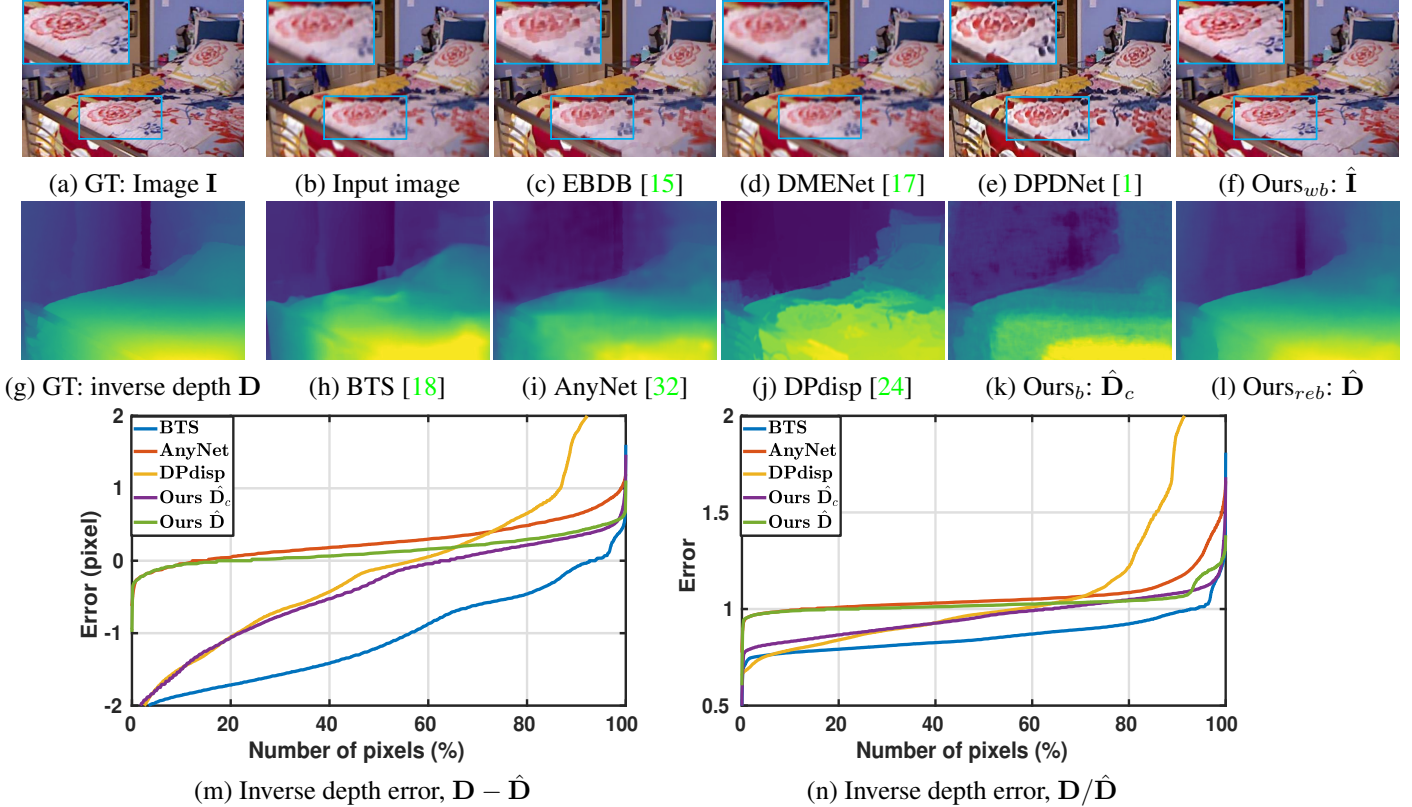 (a) GT: Image I
(b) Input image
(c) EBDB [15]
(d) DMENet [17]
(e) DPDNet [1]
(f) Ours_wb: Î
(g) GT: inverse depth D
(h) BTS [18]
(i) AnyNet [32]
(j) DPdisp [24]
(k) Ours_b: D̂_c
(l) Ours_reb: D̂
2
1
0
-1
-2
Error (pixel)
BTS
AnyNet
DPdisp
Ours D̂_c
Ours D̂
0 20 40 60 80 100
Number of pixels (%)
(m) Inverse depth error, D − D̂
2
1.5
1
0.5
Error
BTS
AnyNet
DPdisp
Ours D̂_c
Ours D̂
0 20 40 60 80 100
Number of pixels (%)
(n) Inverse depth error, D/D̂